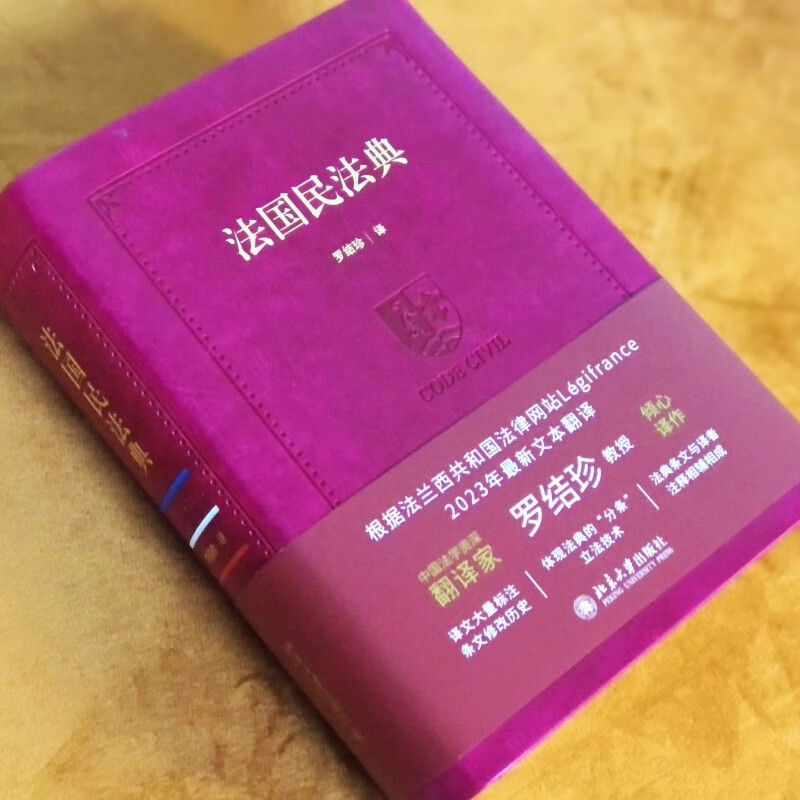 法国民法典
罗结珍 | 译
CODE CIVIL
法国民法典
根据法兰西共和国法律网站Légifrance
2023年最新文本翻译
中国法学资深
翻译家
罗结珍 教授
倾心
译作
译文大量标注
条文修改历史
体现法典的“分条”
立法技术
法典条文与译者
注释相辅相成
北京大学出版社
PEKING UNIVERSITY PRESS